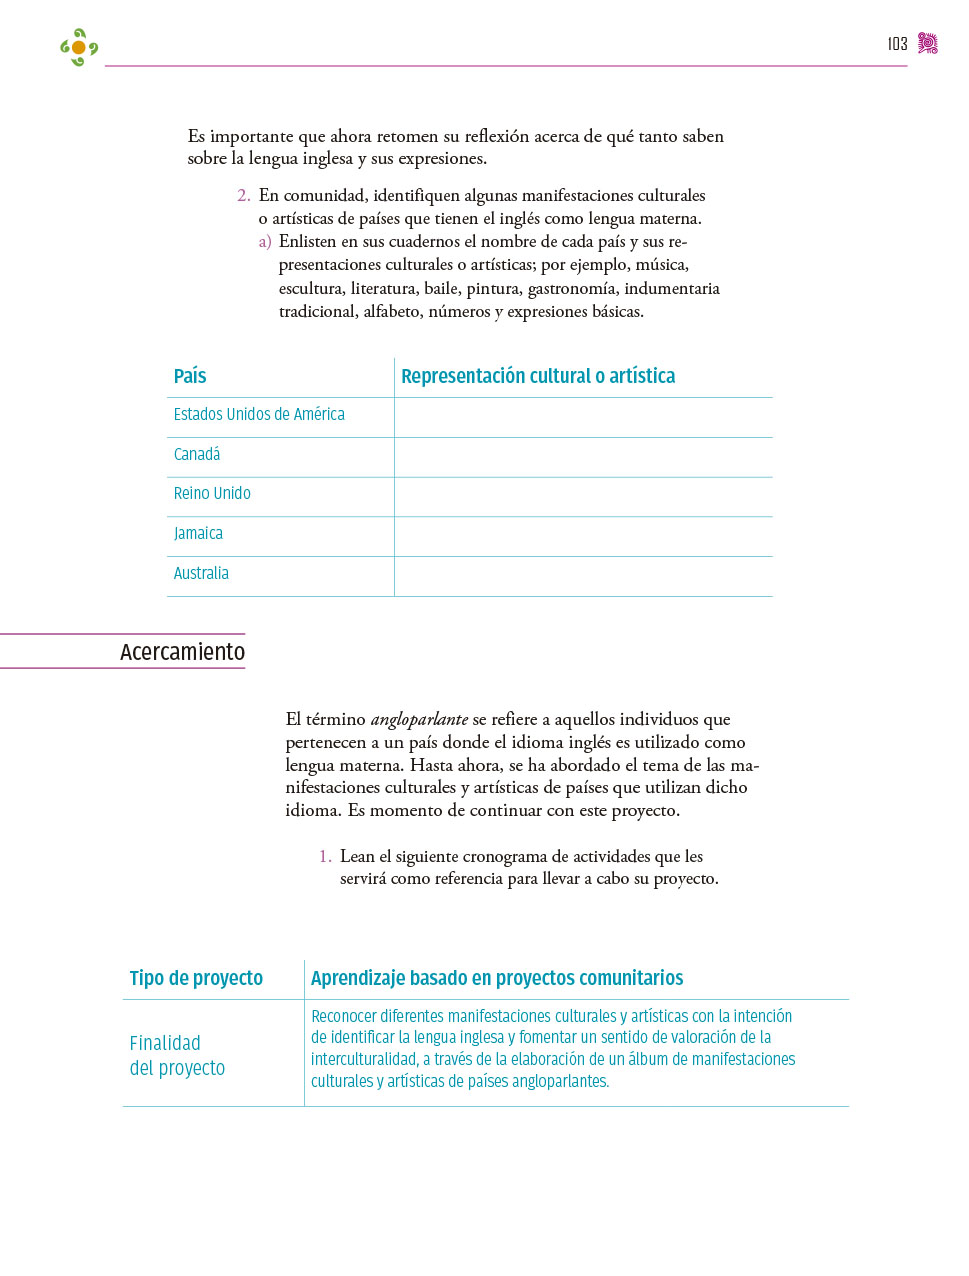 103
Es importante que ahora retomen su reflexión acerca de qué tanto saben
sobre la lengua inglesa y sus expresiones.
2. En comunidad, identifiquen algunas manifestaciones culturales
o artísticas de países que tienen el inglés como lengua materna.
a) Enlisten en sus cuadernos el nombre de cada país y sus re-
presentaciones culturales o artísticas; por ejemplo, música,
escultura, literatura, baile, pintura, gastronomía, indumentaria
tradicional, alfabeto, números y expresiones básicas.
País Representación cultural o artística
Estados Unidos de América
Canadá
Reino Unido
Jamaica
Australia
Acercamiento
El término angloparlante se refiere a aquellos individuos que
pertenecen a un país donde el idioma inglés es utilizado como
lengua materna. Hasta ahora, se ha abordado el tema de las ma-
nifestaciones culturales y artísticas de países que utilizan dicho
idioma. Es momento de continuar con este proyecto.
1. Lean el siguiente cronograma de actividades que les
servirá como referencia para llevar a cabo su proyecto.
Tipo de proyecto Aprendizaje basado en proyectos comunitarios
Finalidad
del proyecto
Reconocer diferentes manifestaciones culturales y artísticas con la intención
de identificar la lengua inglesa y fomentar un sentido de valoración de la
interculturalidad, a través de la elaboración de un álbum de manifestaciones
culturales y artísticas de países angloparlantes.